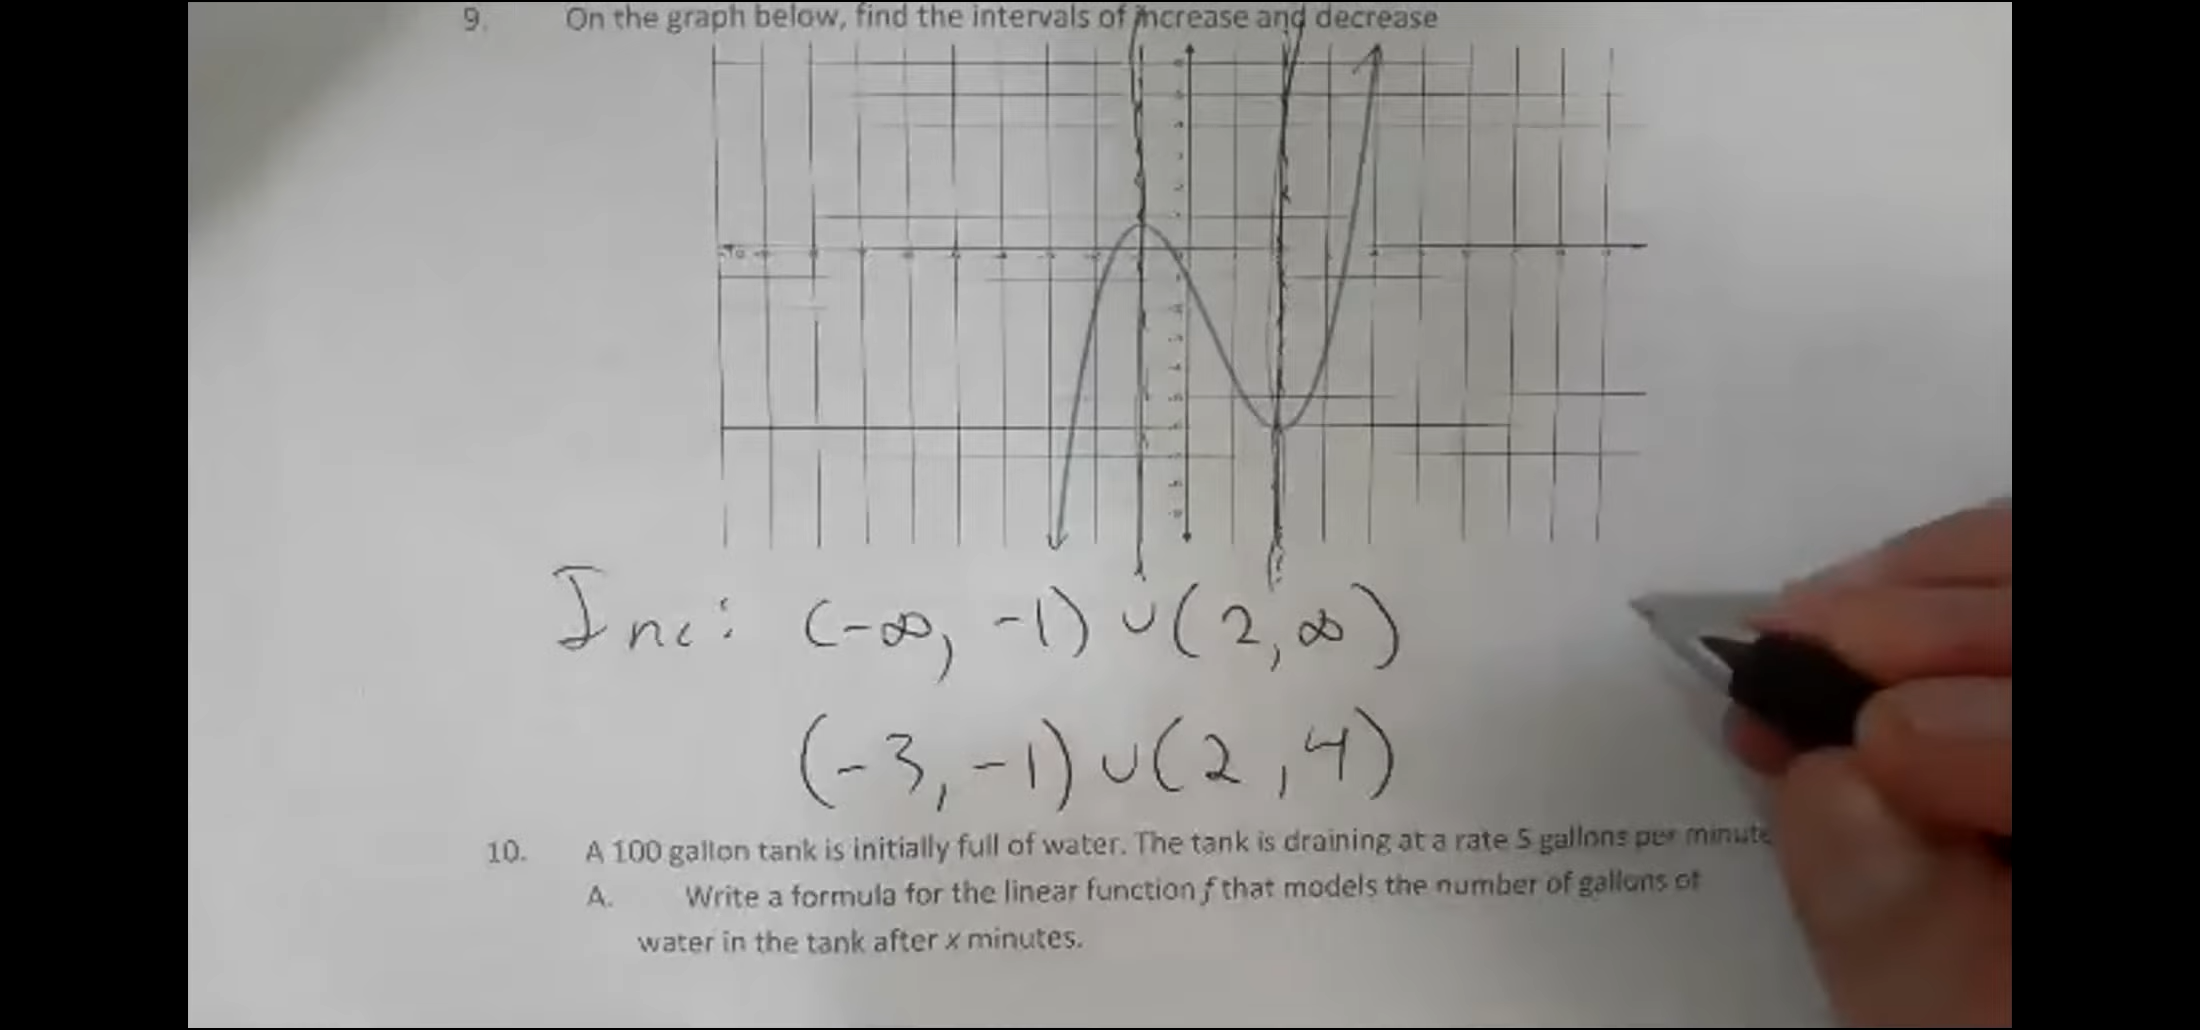 9. On the graph below, find the intervals of increase and decrease
Inc: (-∞, -1) ∪ (2, ∞)
(-3, -1) ∪ (2, 4)
10. A 100 gallon tank is initially full of water. The tank is draining at a rate 5 gallons per minute
A. Write a formula for the linear function f that models the number of gallons of
water in the tank after x minutes.